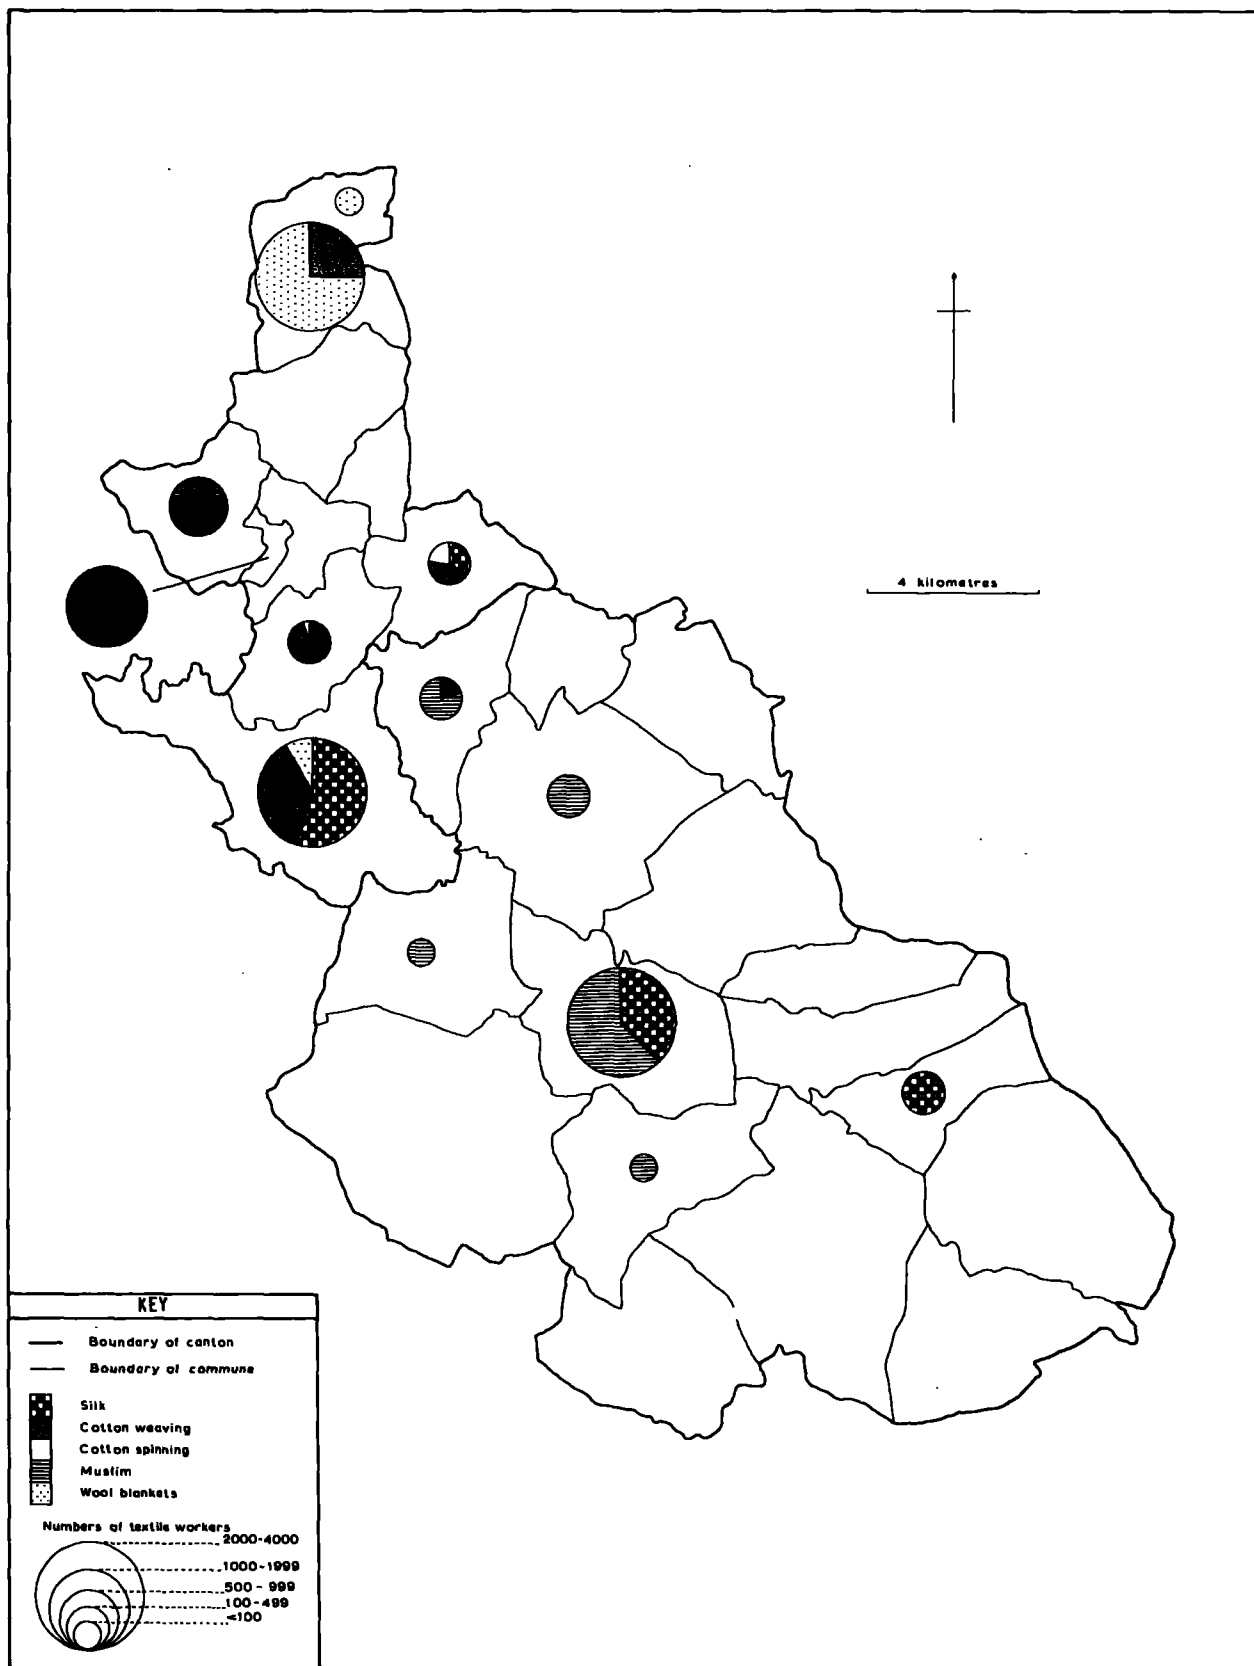 4 kilometres
KEY
Boundary of canton
Boundary of commune
Silk
Cotton weaving
Cotton spinning
Muslim
Wool blankets
Numbers of textile workers
2000-4000
1000-1999
500 - 999
100-499
<100